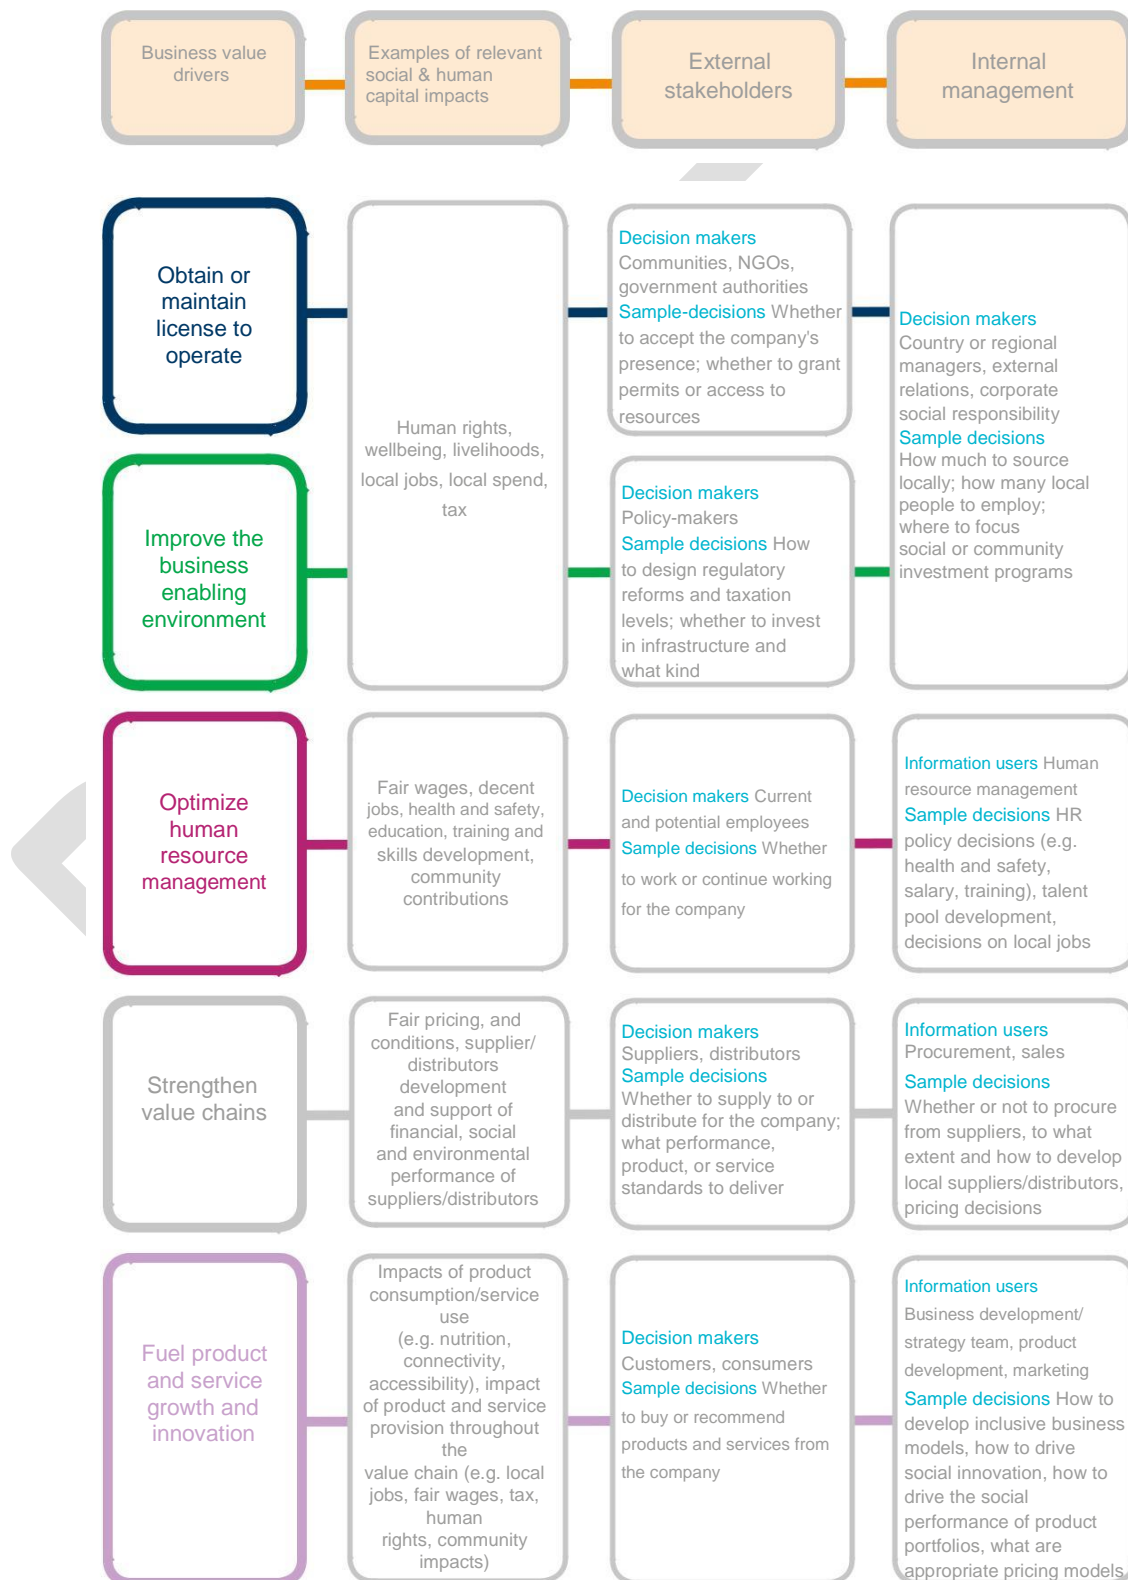 Business value
drivers
Examples of relevant
social & human
capital impacts
External
stakeholders
Internal
management
Obtain or
maintain
license to
operate
Human rights,
wellbeing, livelihoods,
local jobs, local spend,
tax
Decision makers
Communities, NGOs,
government authorities
Sample-decisions Whether
to accept the company's
presence; whether to grant
permits or access to
resources
Decision makers
Country or regional
managers, external
relations, corporate
social responsibility
Sample decisions
How much to source
locally; how many local
people to employ;
where to focus
social or community
investment programs
Improve the
business
enabling
environment
Decision makers
Policy-makers
Sample decisions How
to design regulatory
reforms and taxation
levels; whether to invest
in infrastructure and
what kind
Optimize
human
resource
management
Fair wages, decent
jobs, health and safety,
education, training and
skills development,
community
contributions
Decision makers Current
and potential employees
Sample decisions Whether
to work or continue working
for the company
Information users Human
resource management
Sample decisions HR
policy decisions (e.g.
health and safety,
salary, training), talent
pool development,
decisions on local jobs
Strengthen
value chains
Fair pricing, and
conditions, supplier/
distributors
development
and support of
financial, social
and environmental
performance of
suppliers/distributors
Decision makers
Suppliers, distributors
Sample decisions
Whether to supply to or
distribute for the company;
what performance,
product, or service
standards to deliver
Information users
Procurement, sales
Sample decisions
Whether or not to procure
from suppliers, to what
extent and how to develop
local suppliers/distributors,
pricing decisions
Fuel product
and service
growth and
innovation
Impacts of product
consumption/service
use
(e.g. nutrition,
connectivity,
accessibility), impact
of product and service
provision throughout
the
value chain (e.g. local
jobs, fair wages, tax,
human
rights, community
impacts)
Decision makers
Customers, consumers
Sample decisions Whether
to buy or recommend
products and services from
the company
Information users
Business development/
strategy team, product
development, marketing
Sample decisions How to
develop inclusive business
models, how to drive
social innovation, how to
drive the social
performance of product
portfolios, what are
appropriate pricing models